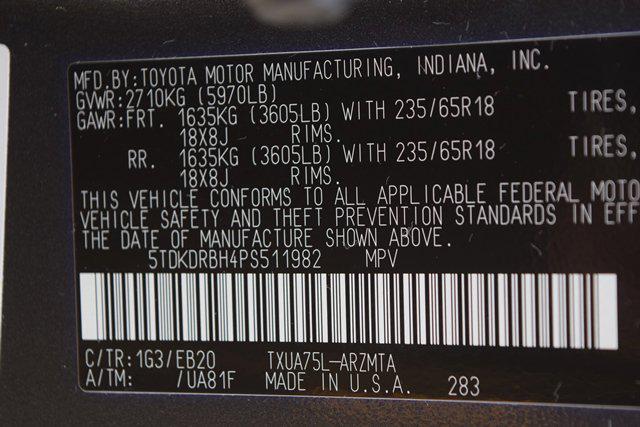 MFD.BY:TOYOTA MOTOR MANUFACTURING, INDIANA, INC.
GVWR:2710KG (5970LB)
GAWR:FRT. 1635KG (3605LB) WITH 235/65R18 TIRES,
18X8J RIMS.
RR. 1635KG (3605LB) WITH 235/65R18 TIRES,
18X8J RIMS.
THIS VEHICLE CONFORMS TO ALL APPLICABLE FEDERAL MOTO
VEHICLE SAFETY AND THEFT PREVENTION STANDARDS IN EFF
THE DATE OF MANUFACTURE SHOWN ABOVE.
5TDKDRBH4PS511982 MPV
C/TR:1G3/EB20 TXUA75L-ARZMTA
A/TM: /UA81F MADE IN U.S.A. 283